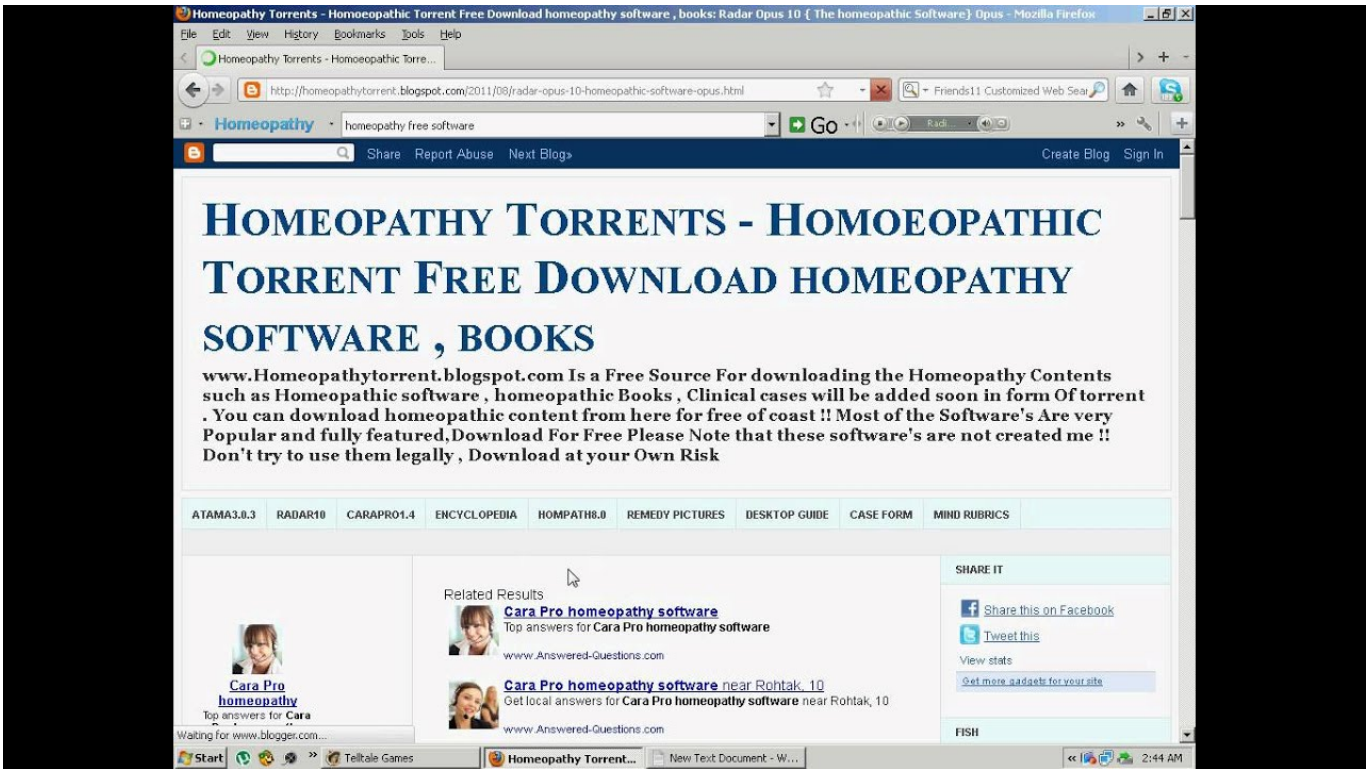 Homeopathy Torrents - Homoeopathic Torrent Free Download homeopathy software , books: Radar Opus 10 { The homeopathic Software} Opus - Mozilla Firefox
File Edit View History Bookmarks Tools Help
Homeopathy Torrents - Homoeopathic Torre...
http://homeopathytorrent.blogspot.com/2011/08/radar-opus-10-homeopathic-software-opus.html
Friends11 Customized Web Sear
Homeopathy homeopathy free software Go Radi...
Share Report Abuse Next Blog» Create Blog Sign In
Homeopathy Torrents - Homoeopathic
Torrent Free Download homeopathy
software , books
www.Homeopathytorrent.blogspot.com Is a Free Source For downloading the Homeopathy Contents
such as Homeopathic software , homeopathic Books , Clinical cases will be added soon in form Of torrent
. You can download homeopathic content from here for free of coast !! Most of the Software's Are very
Popular and fully featured,Download For Free Please Note that these software's are not created me !!
Don't try to use them legally , Download at your Own Risk
ATAMA3.0.3 RADAR10 CARAPRO1.4 ENCYCLOPEDIA HOMPATH8.0 REMEDY PICTURES DESKTOP GUIDE CASE FORM MIND RUBRICS
Cara Pro
homeopathy
Top answers for Cara
Related Results
Cara Pro homeopathy software
Top answers for Cara Pro homeopathy software
www.Answered-Questions.com
Cara Pro homeopathy software near Rohtak, 10
Get local answers for Cara Pro homeopathy software near Rohtak, 10
www.Answered-Questions.com
SHARE IT
Share this on Facebook
Tweet this
View stats
Get more gadgets for your site
FISH
Waiting for www.blogger.com...
Start Telltale Games Homeopathy Torrent... New Text Document - W... 2:44 AM